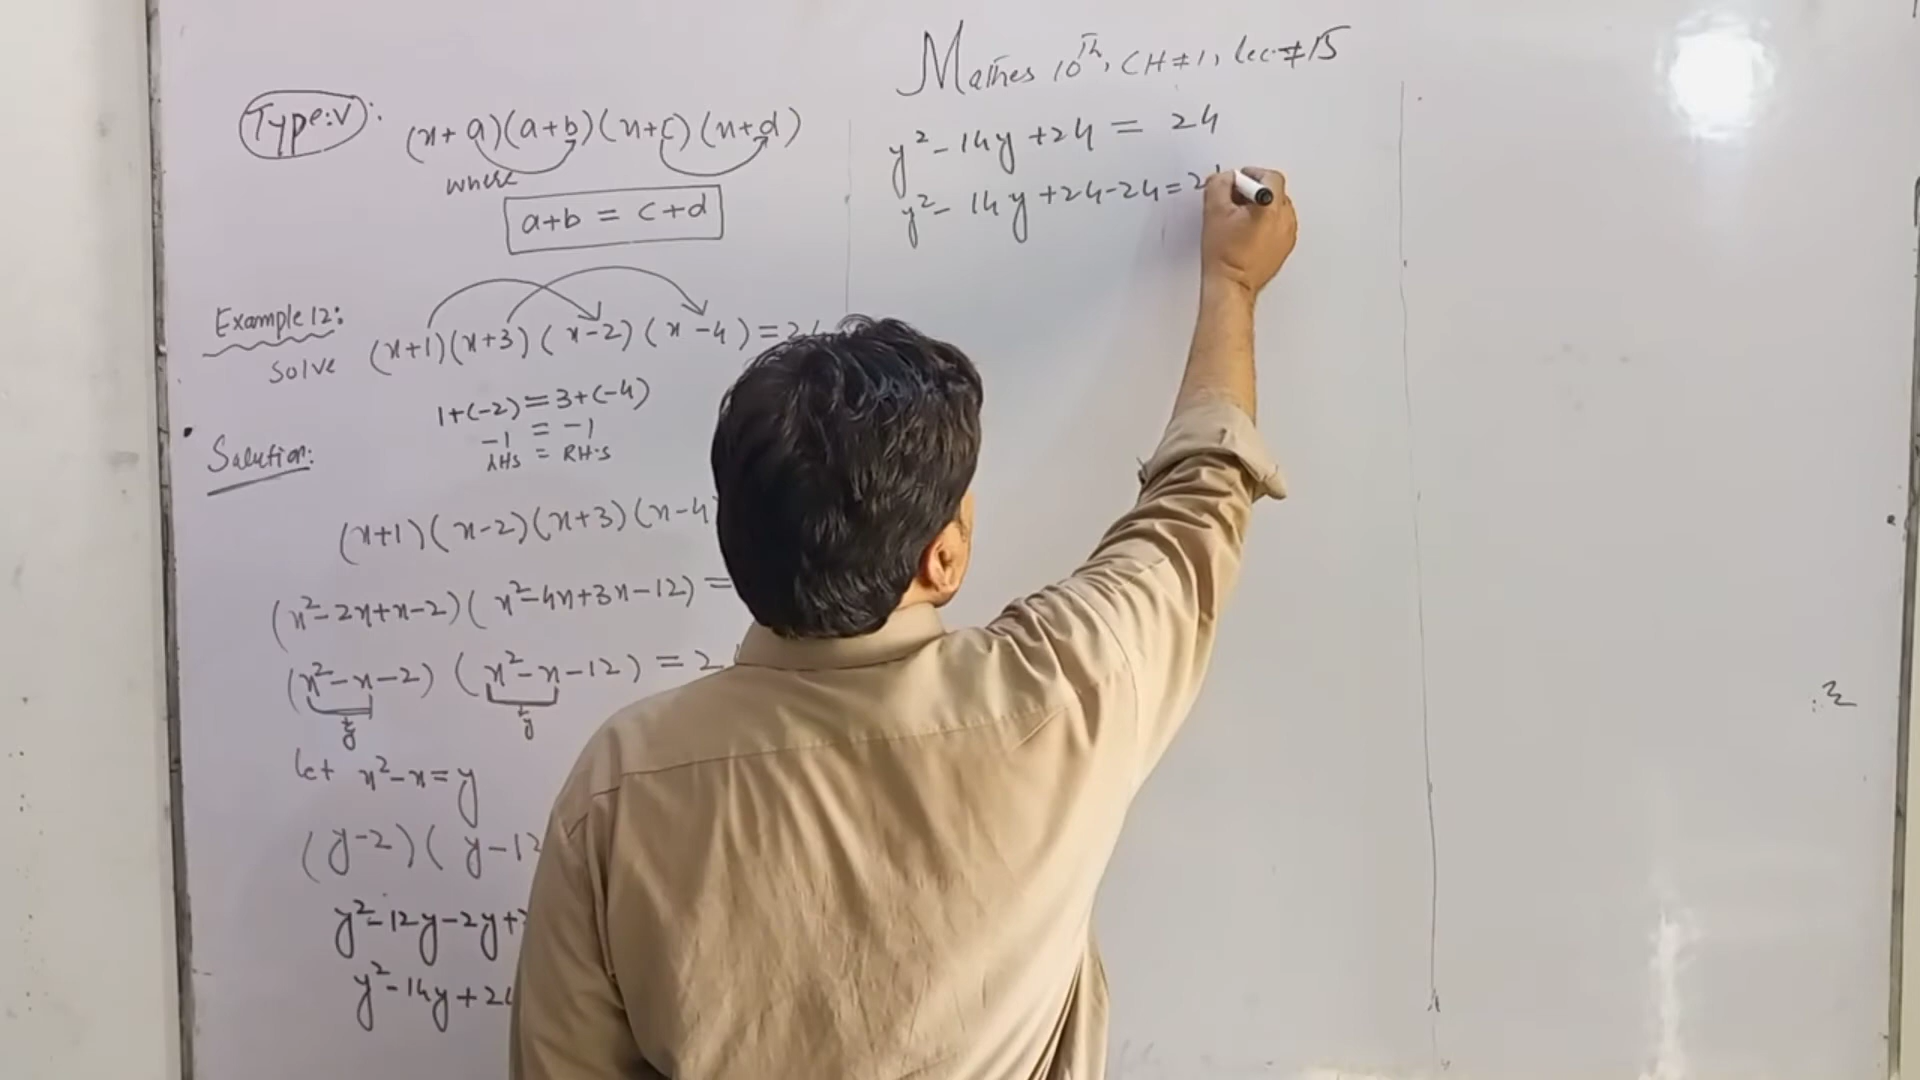 Type:V : (x+a)(a+b)(x+c)(x+d)
where
a+b = c+d
Example 12:
Solve (x+1)(x+3)(x-2)(x-4)=24
1+(-2)=3+(-4)
-1 = -1
LHS = RH.S
Solution:
(x+1)(x-2)(x+3)(x-4)
(x²-2x+x-2)(x²-4x+3x-12)=
(x²-x-2)(x²-x-12)=2
y y
let x²-x=y
(y-2)(y-12
y²-12y-2y+2
y²-14y+24
Mathes 10th, CH#1, lec#15
y²-14y+24 = 24
y²-14y+24-24=24